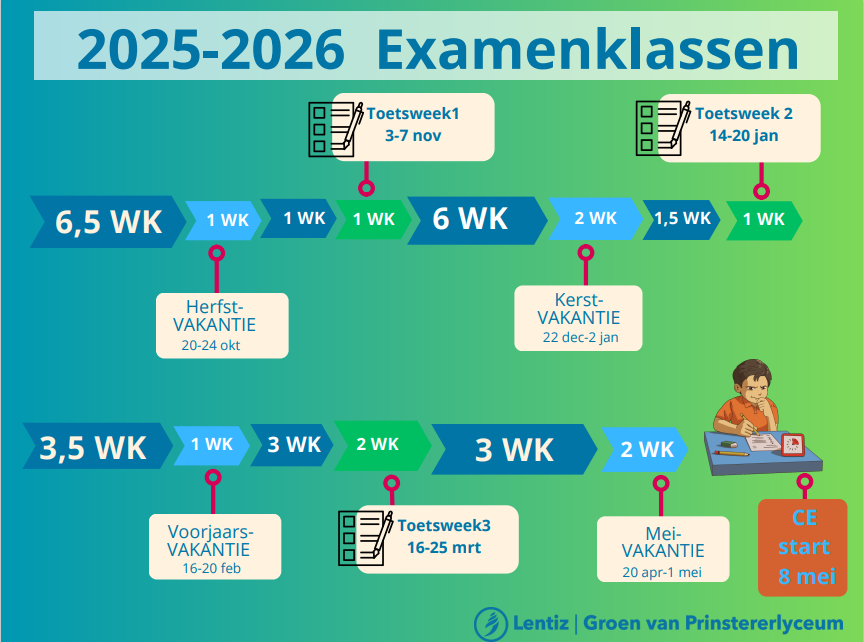 2025-2026 Examenklassen
Toetsweek1
3-7 nov
Toetsweek 2
14-20 jan
6,5 WK
1 WK
1 WK
1 WK
6 WK
2 WK
1,5 WK
1 WK
Herfst-
VAKANTIE
20-24 okt
Kerst-
VAKANTIE
22 dec-2 jan
3,5 WK
1 WK
3 WK
2 WK
3 WK
2 WK
Voorjaars-
VAKANTIE
16-20 feb
Toetsweek3
16-25 mrt
Mei-
VAKANTIE
20 apr-1 mei
CE
start
8 mei
Lentiz | Groen van Prinstererlyceum